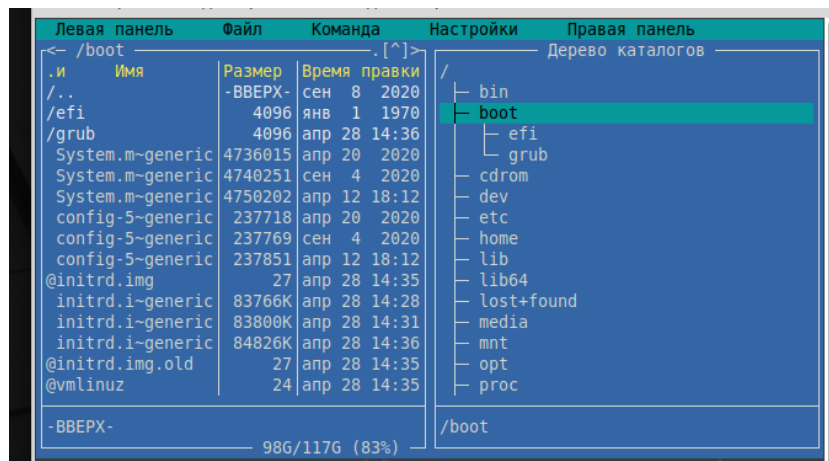 Левая панель Файл Команда Настройки Правая панель
<- /boot .[^]>
.и Имя Размер Время правки
/.. -ВВЕРХ- сен 8 2020
/efi 4096 янв 1 1970
/grub 4096 апр 28 14:36
System.m~generic 4736015 апр 20 2020
System.m~generic 4740251 сен 4 2020
System.m~generic 4750202 апр 12 18:12
config-5~generic 237718 апр 20 2020
config-5~generic 237769 сен 4 2020
config-5~generic 237851 апр 12 18:12
@initrd.img 27 апр 28 14:35
initrd.i~generic 83766K апр 28 14:28
initrd.i~generic 83800K апр 28 14:31
initrd.i~generic 84826K апр 28 14:36
@initrd.img.old 27 апр 28 14:35
@vmlinuz 24 апр 28 14:35
-ВВЕРХ-
98G/117G (83%)
Дерево каталогов
/
bin
boot
efi
grub
cdrom
dev
etc
home
lib
lib64
lost+found
media
mnt
opt
proc
/boot